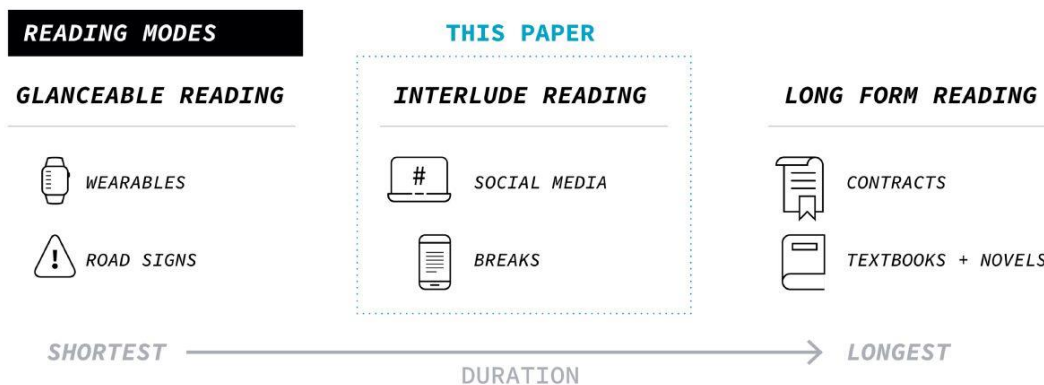 READING MODES
THIS PAPER
GLANCEABLE READING
INTERLUDE READING
LONG FORM READING
WEARABLES
#
SOCIAL MEDIA
CONTRACTS
!
ROAD SIGNS
BREAKS
TEXTBOOKS + NOVELS
SHORTEST
LONGEST
DURATION